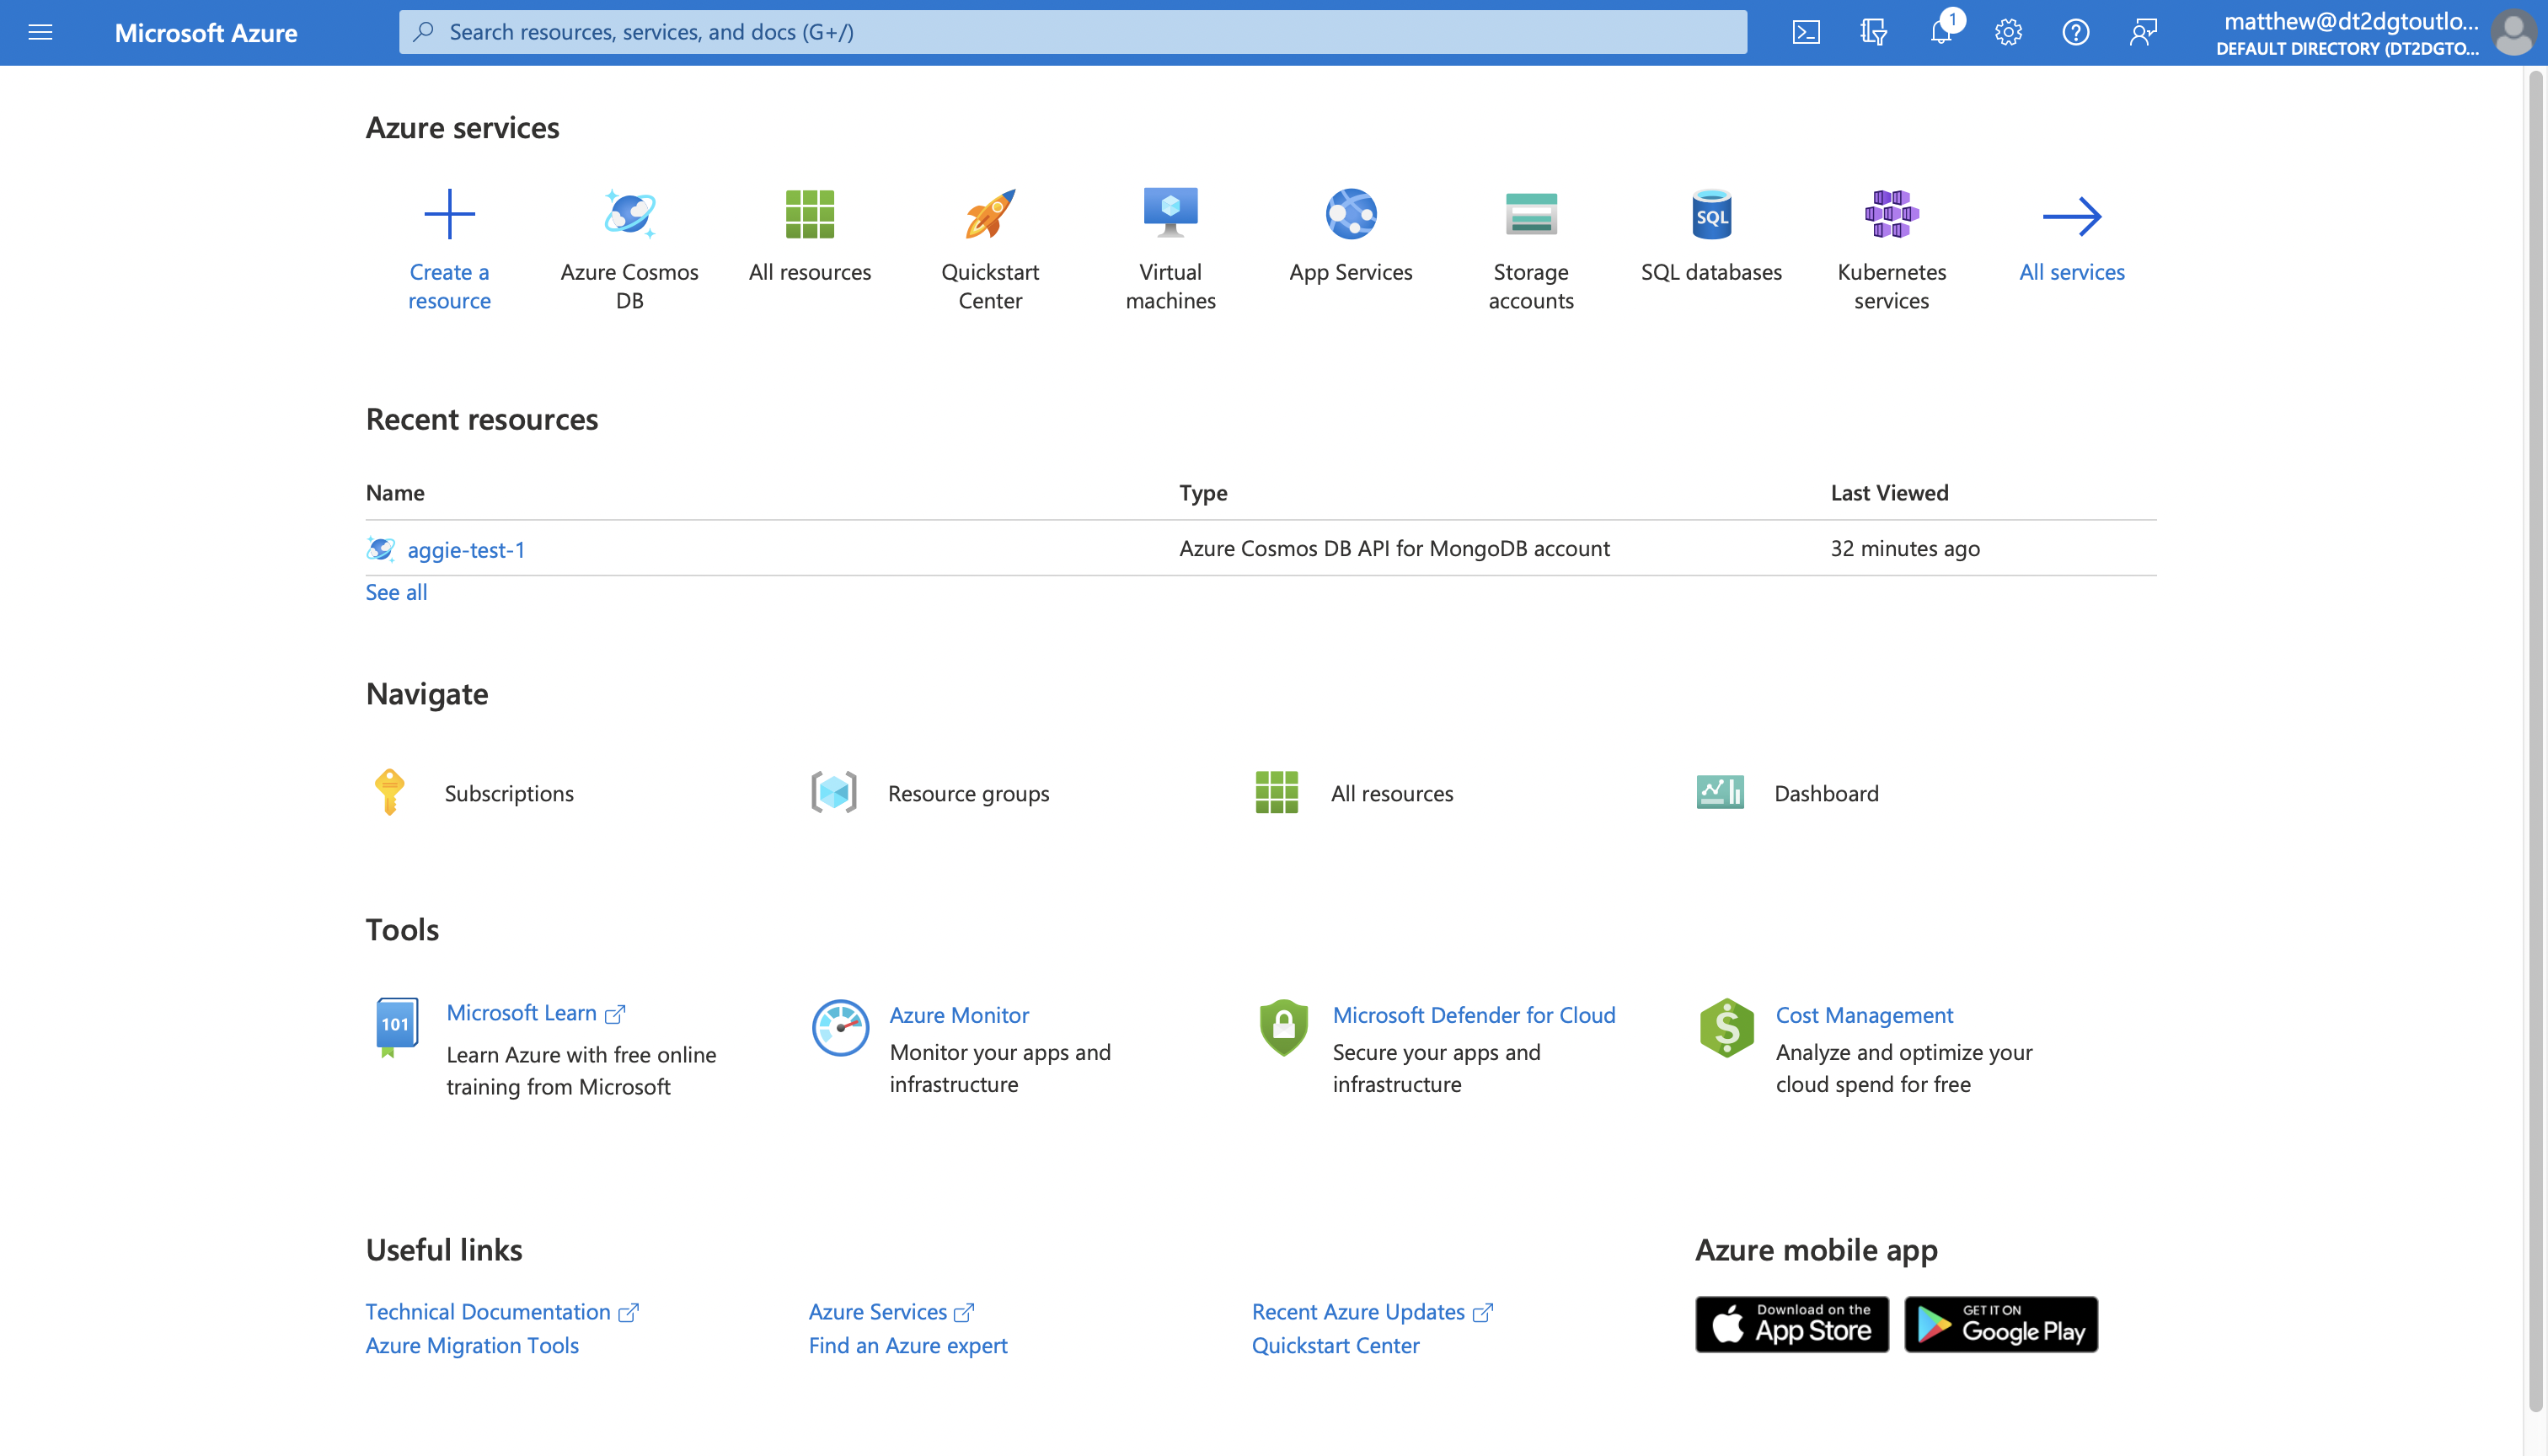 Microsoft Azure
Search resources, services, and docs (G+/)
1
matthew@dt2dgtoutlo...
DEFAULT DIRECTORY (DT2DGTO...
Azure services
Create a
resource
Azure Cosmos
DB
All resources
Quickstart
Center
Virtual
machines
App Services
Storage
accounts
SQL
SQL databases
Kubernetes
services
All services
Recent resources
Name Type Last Viewed
aggie-test-1 Azure Cosmos DB API for MongoDB account 32 minutes ago
See all
Navigate
Subscriptions
Resource groups
All resources
Dashboard
Tools
101
Microsoft Learn
Learn Azure with free online
training from Microsoft
Azure Monitor
Monitor your apps and
infrastructure
Microsoft Defender for Cloud
Secure your apps and
infrastructure
$
Cost Management
Analyze and optimize your
cloud spend for free
Useful links
Technical Documentation
Azure Migration Tools
Azure Services
Find an Azure expert
Recent Azure Updates
Quickstart Center
Azure mobile app
Download on the
App Store
GET IT ON
Google Play